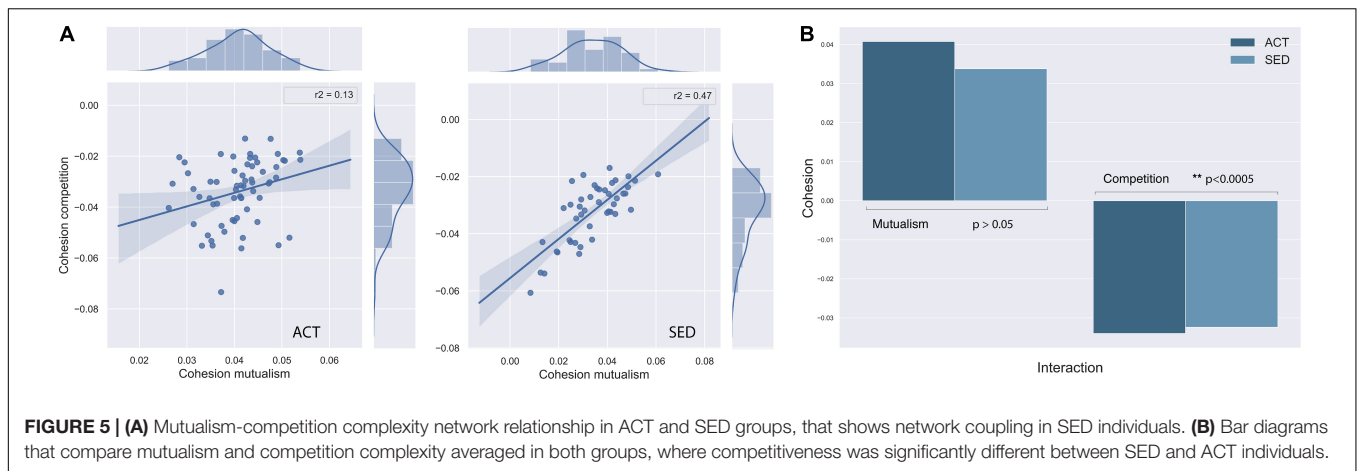 A
B
r2 = 0.13
r2 = 0.47
ACT
SED
0.00
−0.02
−0.04
−0.06
−0.08
Cohesion competition
ACT
0.02 0.03 0.04 0.05 0.06
Cohesion mutualism
0.00
−0.02
−0.04
−0.06
−0.08
SED
0.00 0.02 0.04 0.06 0.08
Cohesion mutualism
0.04
0.03
0.02
0.01
0.00
−0.01
−0.02
−0.03
Cohesion
Competition ** p<0.0005
Mutualism p > 0.05
Interaction
FIGURE 5 | (A) Mutualism-competition complexity network relationship in ACT and SED groups, that shows network coupling in SED individuals. (B) Bar diagrams
that compare mutualism and competition complexity averaged in both groups, where competitiveness was significantly different between SED and ACT individuals.